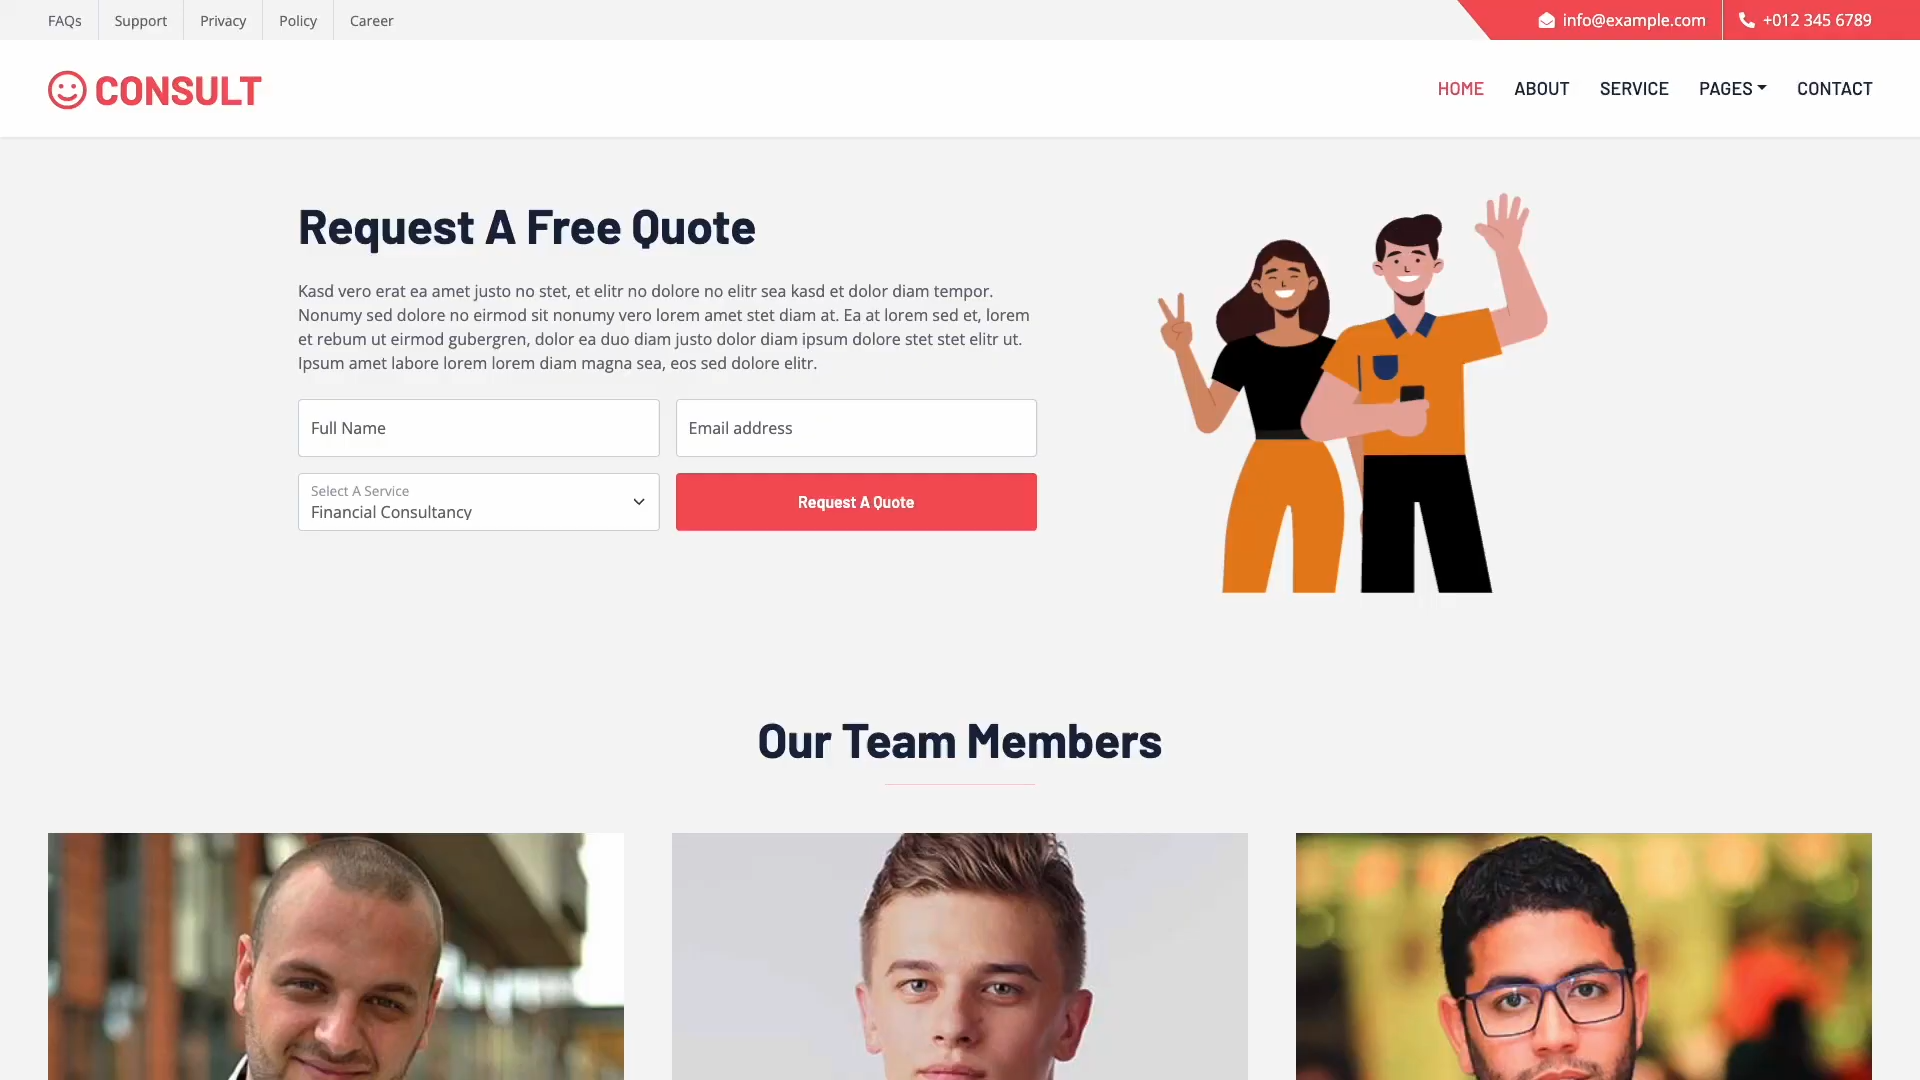 FAQs Support Privacy Policy Career info@example.com +012 345 6789
CONSULT HOME ABOUT SERVICE PAGES CONTACT
Request A Free Quote
Kasd vero erat ea amet justo no stet, et elitr no dolore no elitr sea kasd et dolor diam tempor.
Nonumy sed dolore no eirmod sit nonumy vero lorem amet stet diam at. Ea at lorem sed et, lorem
et rebum ut eirmod gubergren, dolor ea duo diam justo dolor diam ipsum dolore stet stet elitr ut.
Ipsum amet labore lorem lorem diam magna sea, eos sed dolore elitr.
Full Name Email address
Select A Service
Financial Consultancy
Request A Quote
Our Team Members